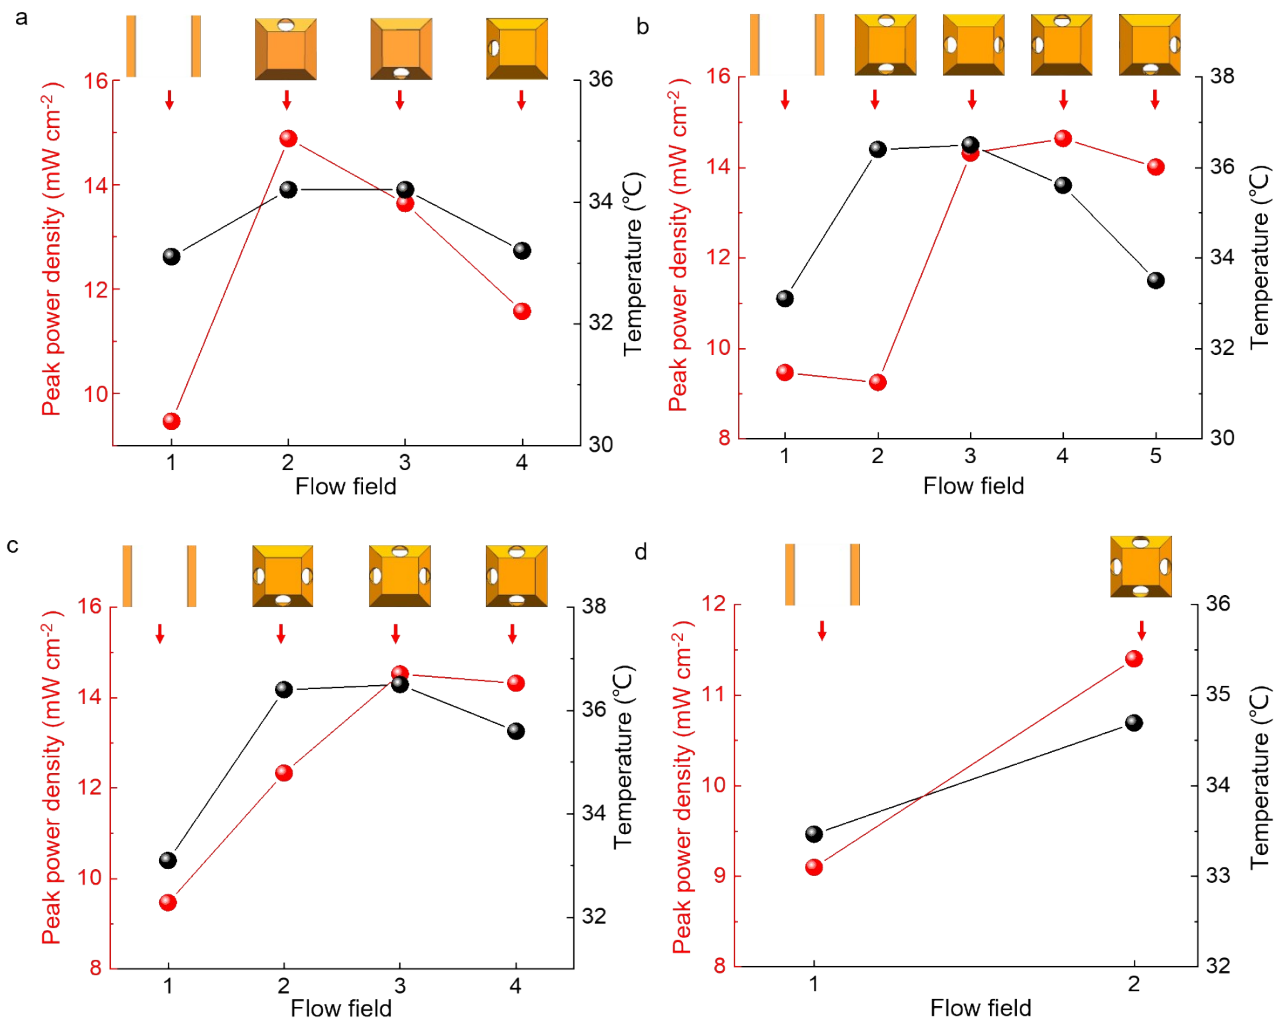 a
Peak power density (mW cm-2)
16
14
12
10
36
34
32
30
Temperature (℃)
1 2 3 4
Flow field
b
Peak power density (mW cm-2)
16
14
12
10
8
38
36
34
32
30
Temperature (℃)
1 2 3 4 5
Flow field
c
Peak power density (mW cm-2)
16
14
12
10
8
38
36
34
32
Temperature (℃)
1 2 3 4
Flow field
d
Peak power density (mW cm-2)
12
11
10
9
8
36
35
34
33
32
Temperature (℃)
1 2
Flow field